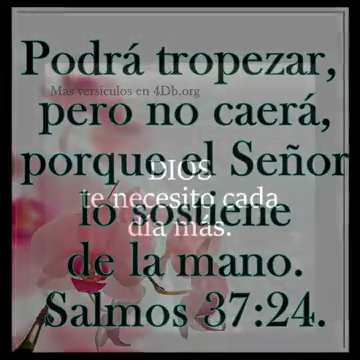 Podrá tropezar,
Mas versiculos en 4Db.org
pero no caerá,
porque el Señor
DIOS
te necesito cada
lo sostiene
día más.
de la mano.
Salmos 37:24.